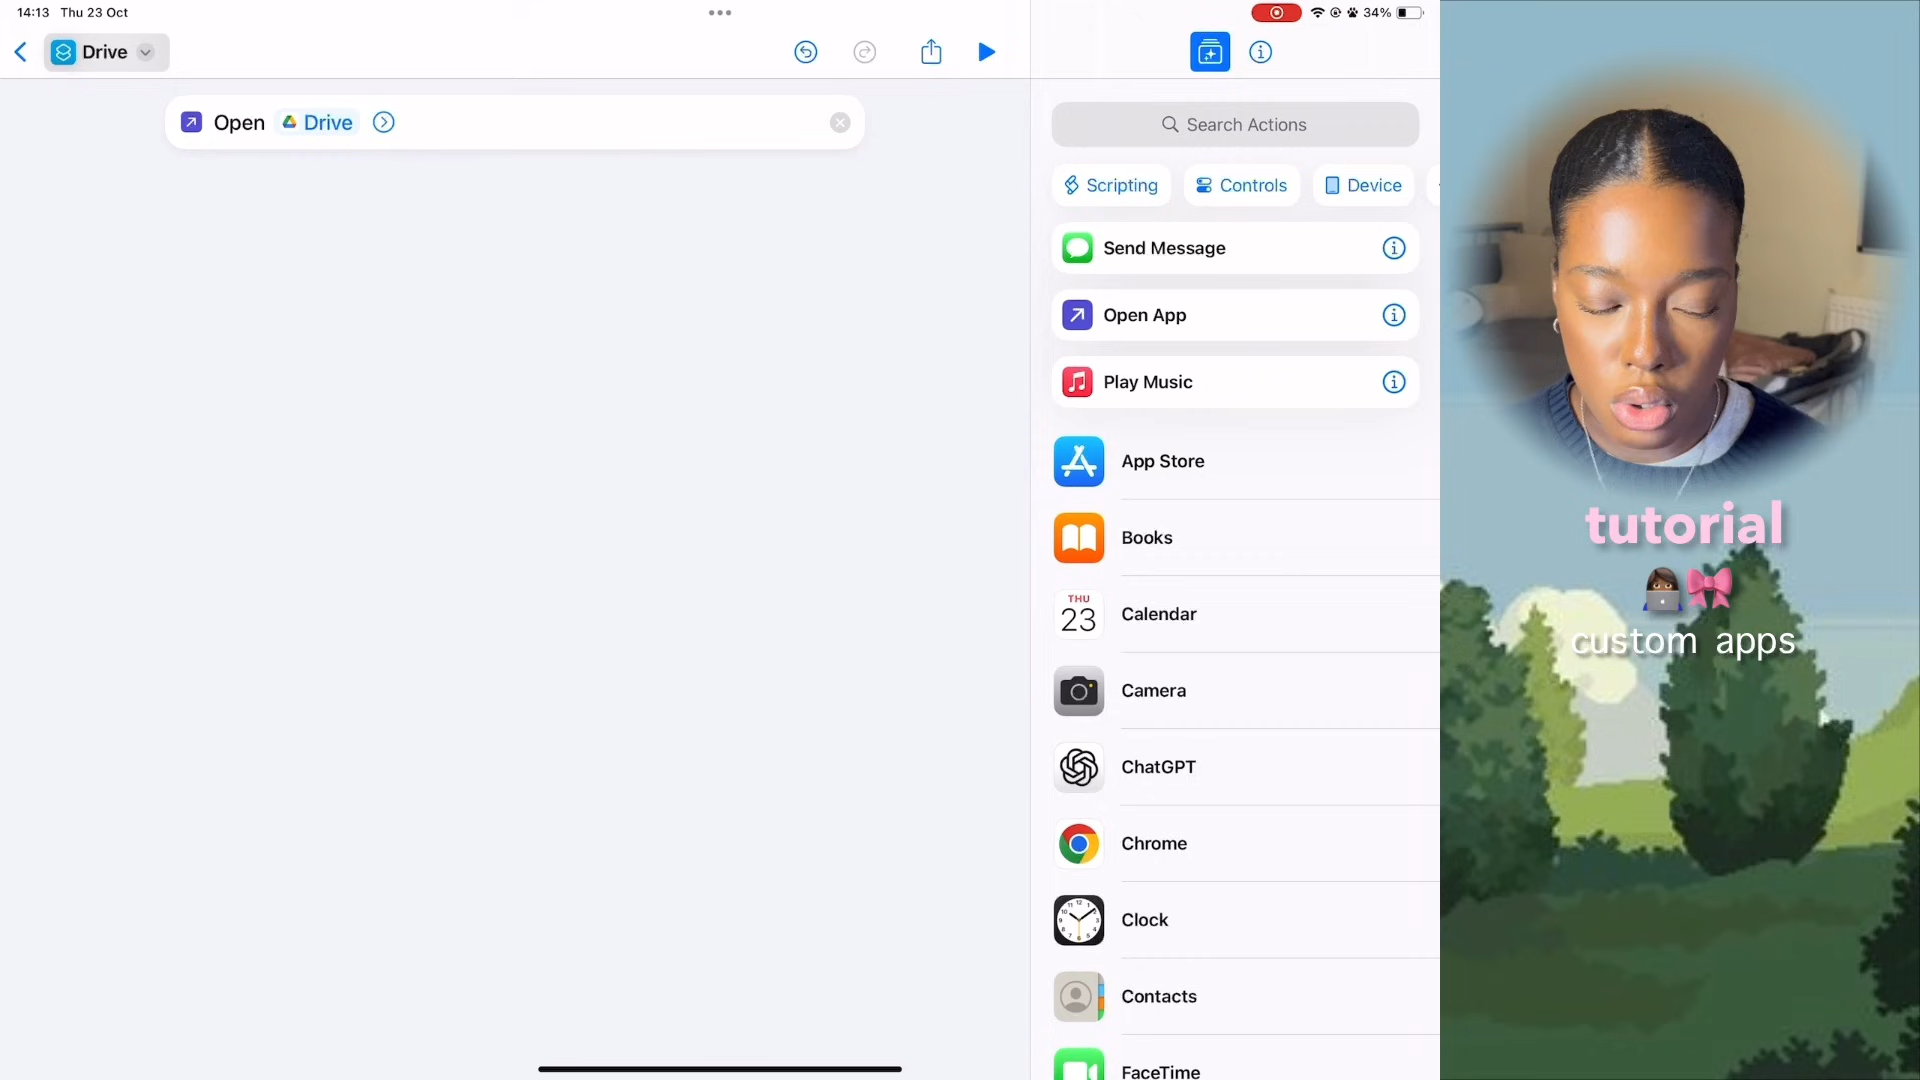 14:13 Thu 23 Oct
34%
Drive
Open Drive
Search Actions
Scripting
Controls
Device
Send Message
Open App
Play Music
App Store
Books
THU
23
Calendar
Camera
ChatGPT
Chrome
Clock
Contacts
FaceTime
tutorial
custom apps